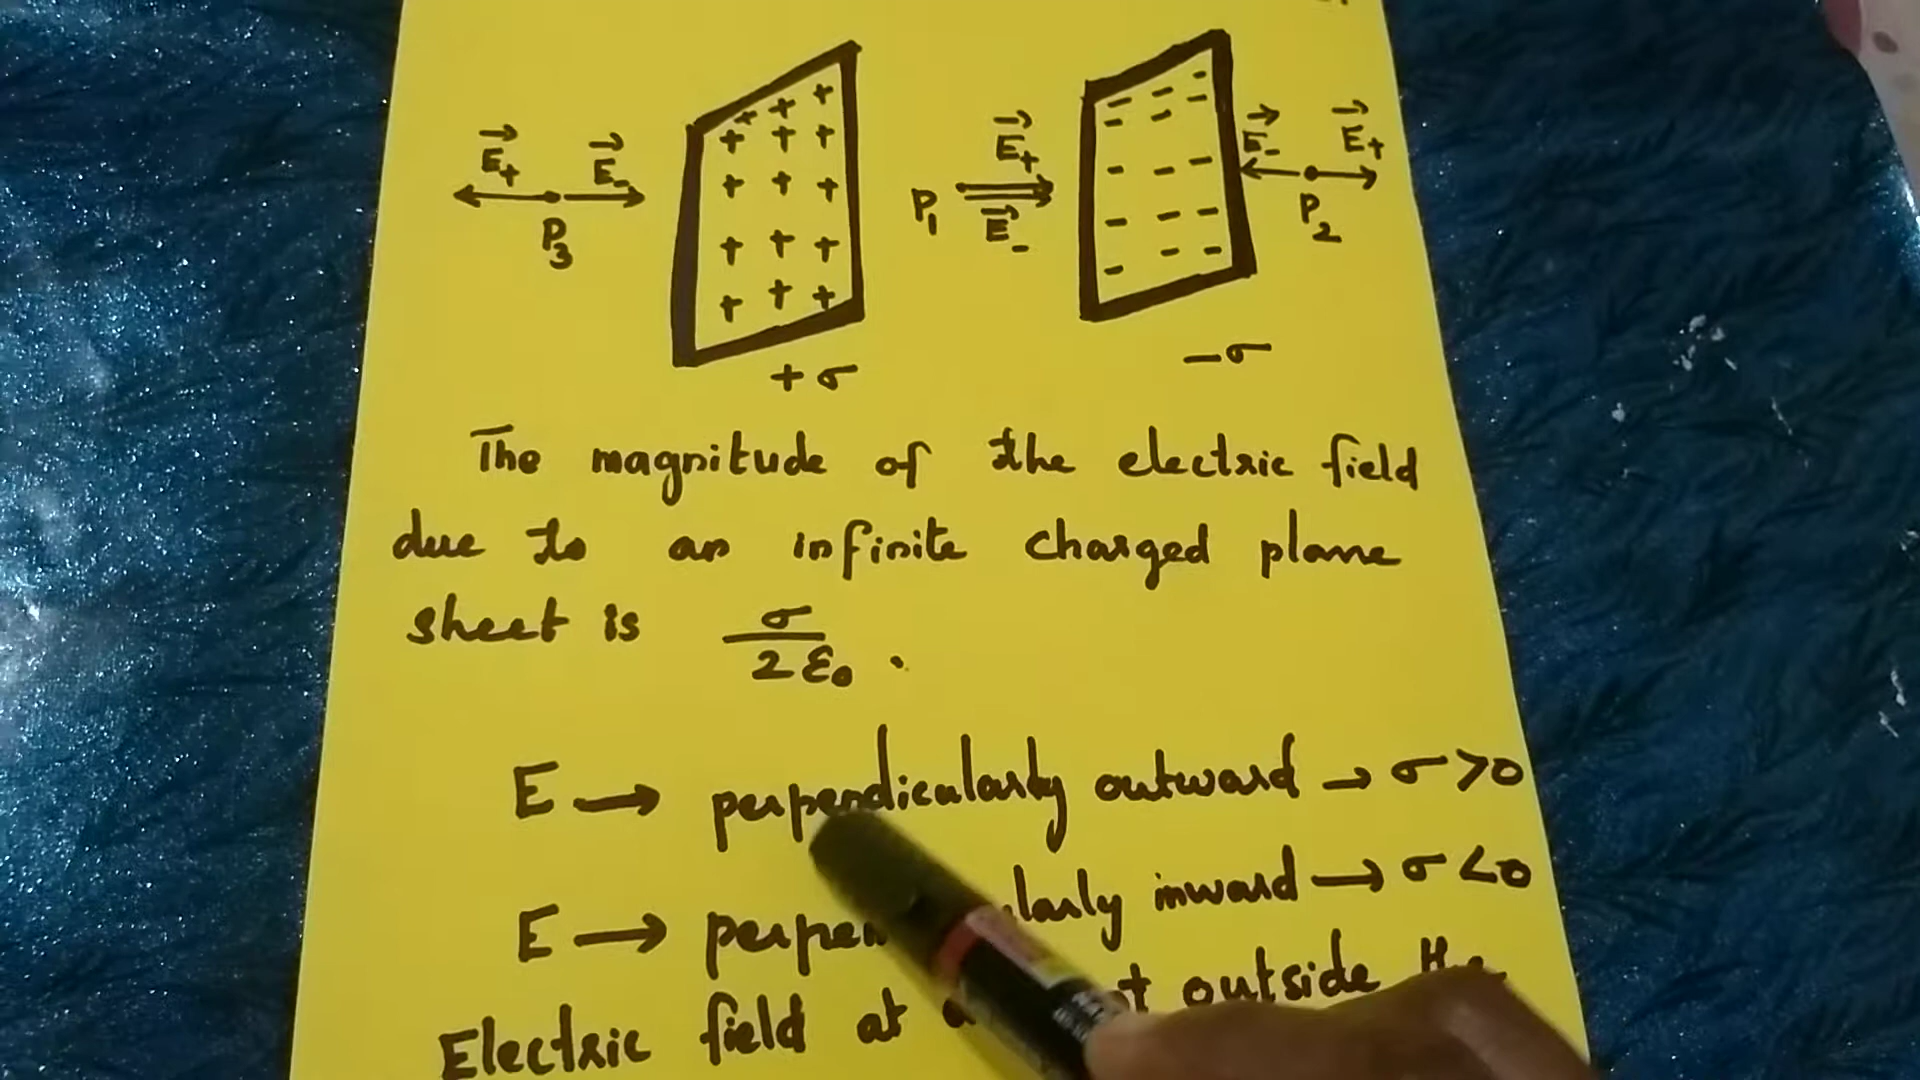 E⃗+ E⃗- P3
+σ
P1 E⃗+ E⃗-
-σ
E⃗- E⃗+ P2
The magnitude of the electric field
due to an infinite charged plane
sheet is σ/2ε0 .
E → perpendicularly outward → σ>0
E → inward → σ<0
Electric field at outside the